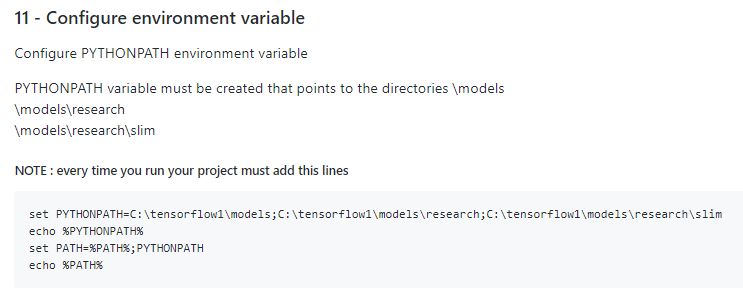 11 - Configure environment variable
Configure PYTHONPATH environment variable
PYTHONPATH variable must be created that points to the directories \models
\models\research
\models\research\slim
NOTE : every time you run your project must add this lines
set PYTHONPATH=C:\tensorflow1\models;C:\tensorflow1\models\research;C:\tensorflow1\models\research\slim
echo %PYTHONPATH%
set PATH=%PATH%;PYTHONPATH
echo %PATH%